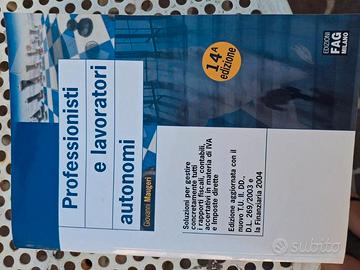 Professionisti
e lavoratori
autonomi
Giovanni Maugeri
14ª
edizione
EDIZIONI
FAG
MILANO
Soluzioni per gestire
concretamente tutti i
rapporti fiscali, contabili,
accertativi in materia di IVA
e imposte dirette
Edizione aggiornata con il
nuovo T.U. II. DD.,
D.L. 269/2003 e
la Finanziaria 2004
subito